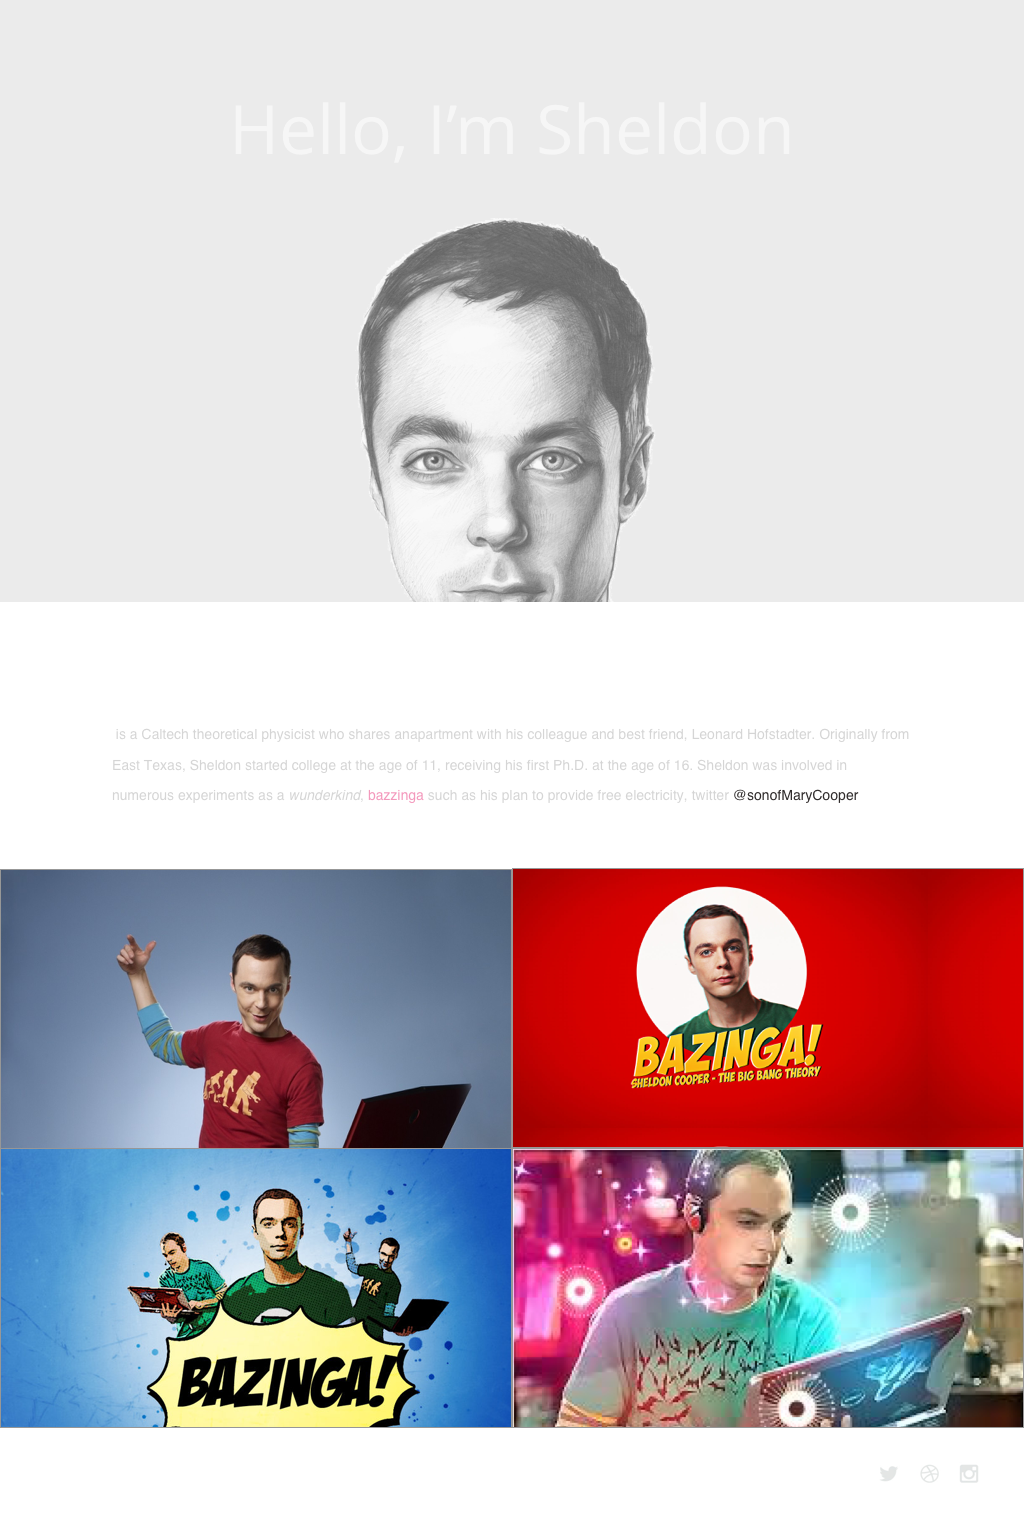 Hello, I’m Sheldon
is a Caltech theoretical physicist who shares anapartment with his colleague and best friend, Leonard Hofstadter. Originally from
East Texas, Sheldon started college at the age of 11, receiving his first Ph.D. at the age of 16. Sheldon was involved in
numerous experiments as a wunderkind, bazzinga such as his plan to provide free electricity, twitter @sonofMaryCooper
BAZINGA!
SHELDON COOPER - THE BIG BANG THEORY
BAZINGA!